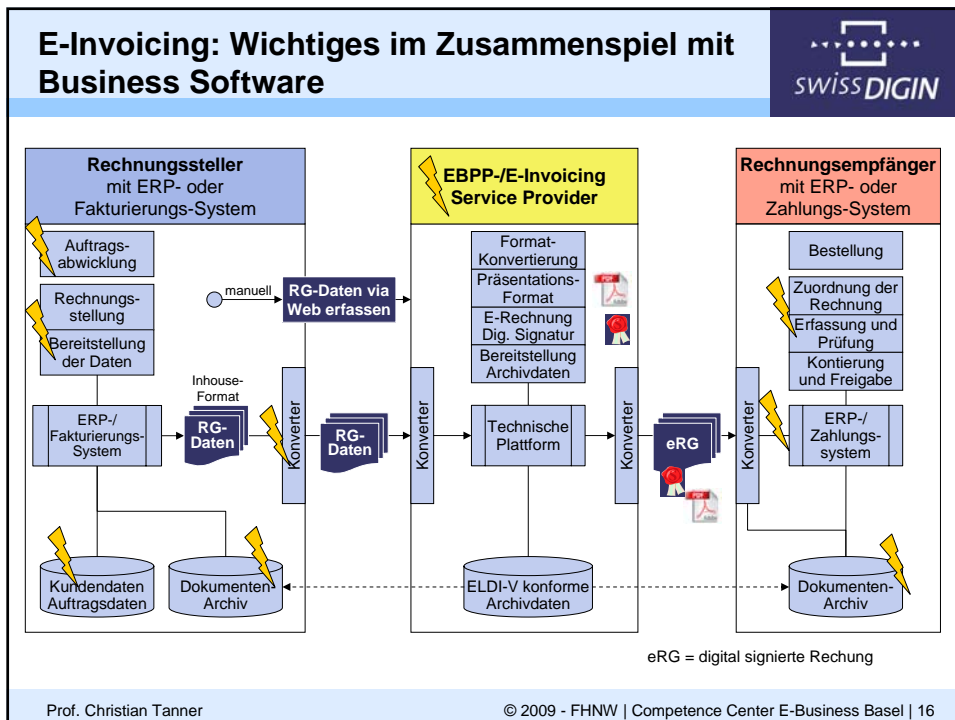 E-Invoicing: Wichtiges im Zusammenspiel mit
Business Software
swissDIGIN
Rechnungssteller
mit ERP- oder
Fakturierungs-System
Auftrags-
abwicklung
Rechnungs-
stellung
Bereitstellung
der Daten
ERP-/
Fakturierungs-
System
Inhouse-
Format
RG-
Daten
Konverter
Kundendaten
Auftragsdaten
Dokumenten-
Archiv
manuell
RG-Daten via
Web erfassen
RG-
Daten
EBPP-/E-Invoicing
Service Provider
Format-
Konvertierung
Präsentations-
Format
E-Rechnung
Dig. Signatur
Bereitstellung
Archivdaten
PDF
Adobe
Konverter
Technische
Plattform
Konverter
ELDI-V konforme
Archivdaten
eRG
PDF
Adobe
Rechnungsempfänger
mit ERP- oder
Zahlungs-System
Bestellung
Zuordnung der
Rechnung
Erfassung und
Prüfung
Kontierung
und Freigabe
Konverter
ERP-/
Zahlungs-
system
Dokumenten-
Archiv
eRG = digital signierte Rechung
Prof. Christian Tanner
© 2009 - FHNW | Competence Center E-Business Basel | 16